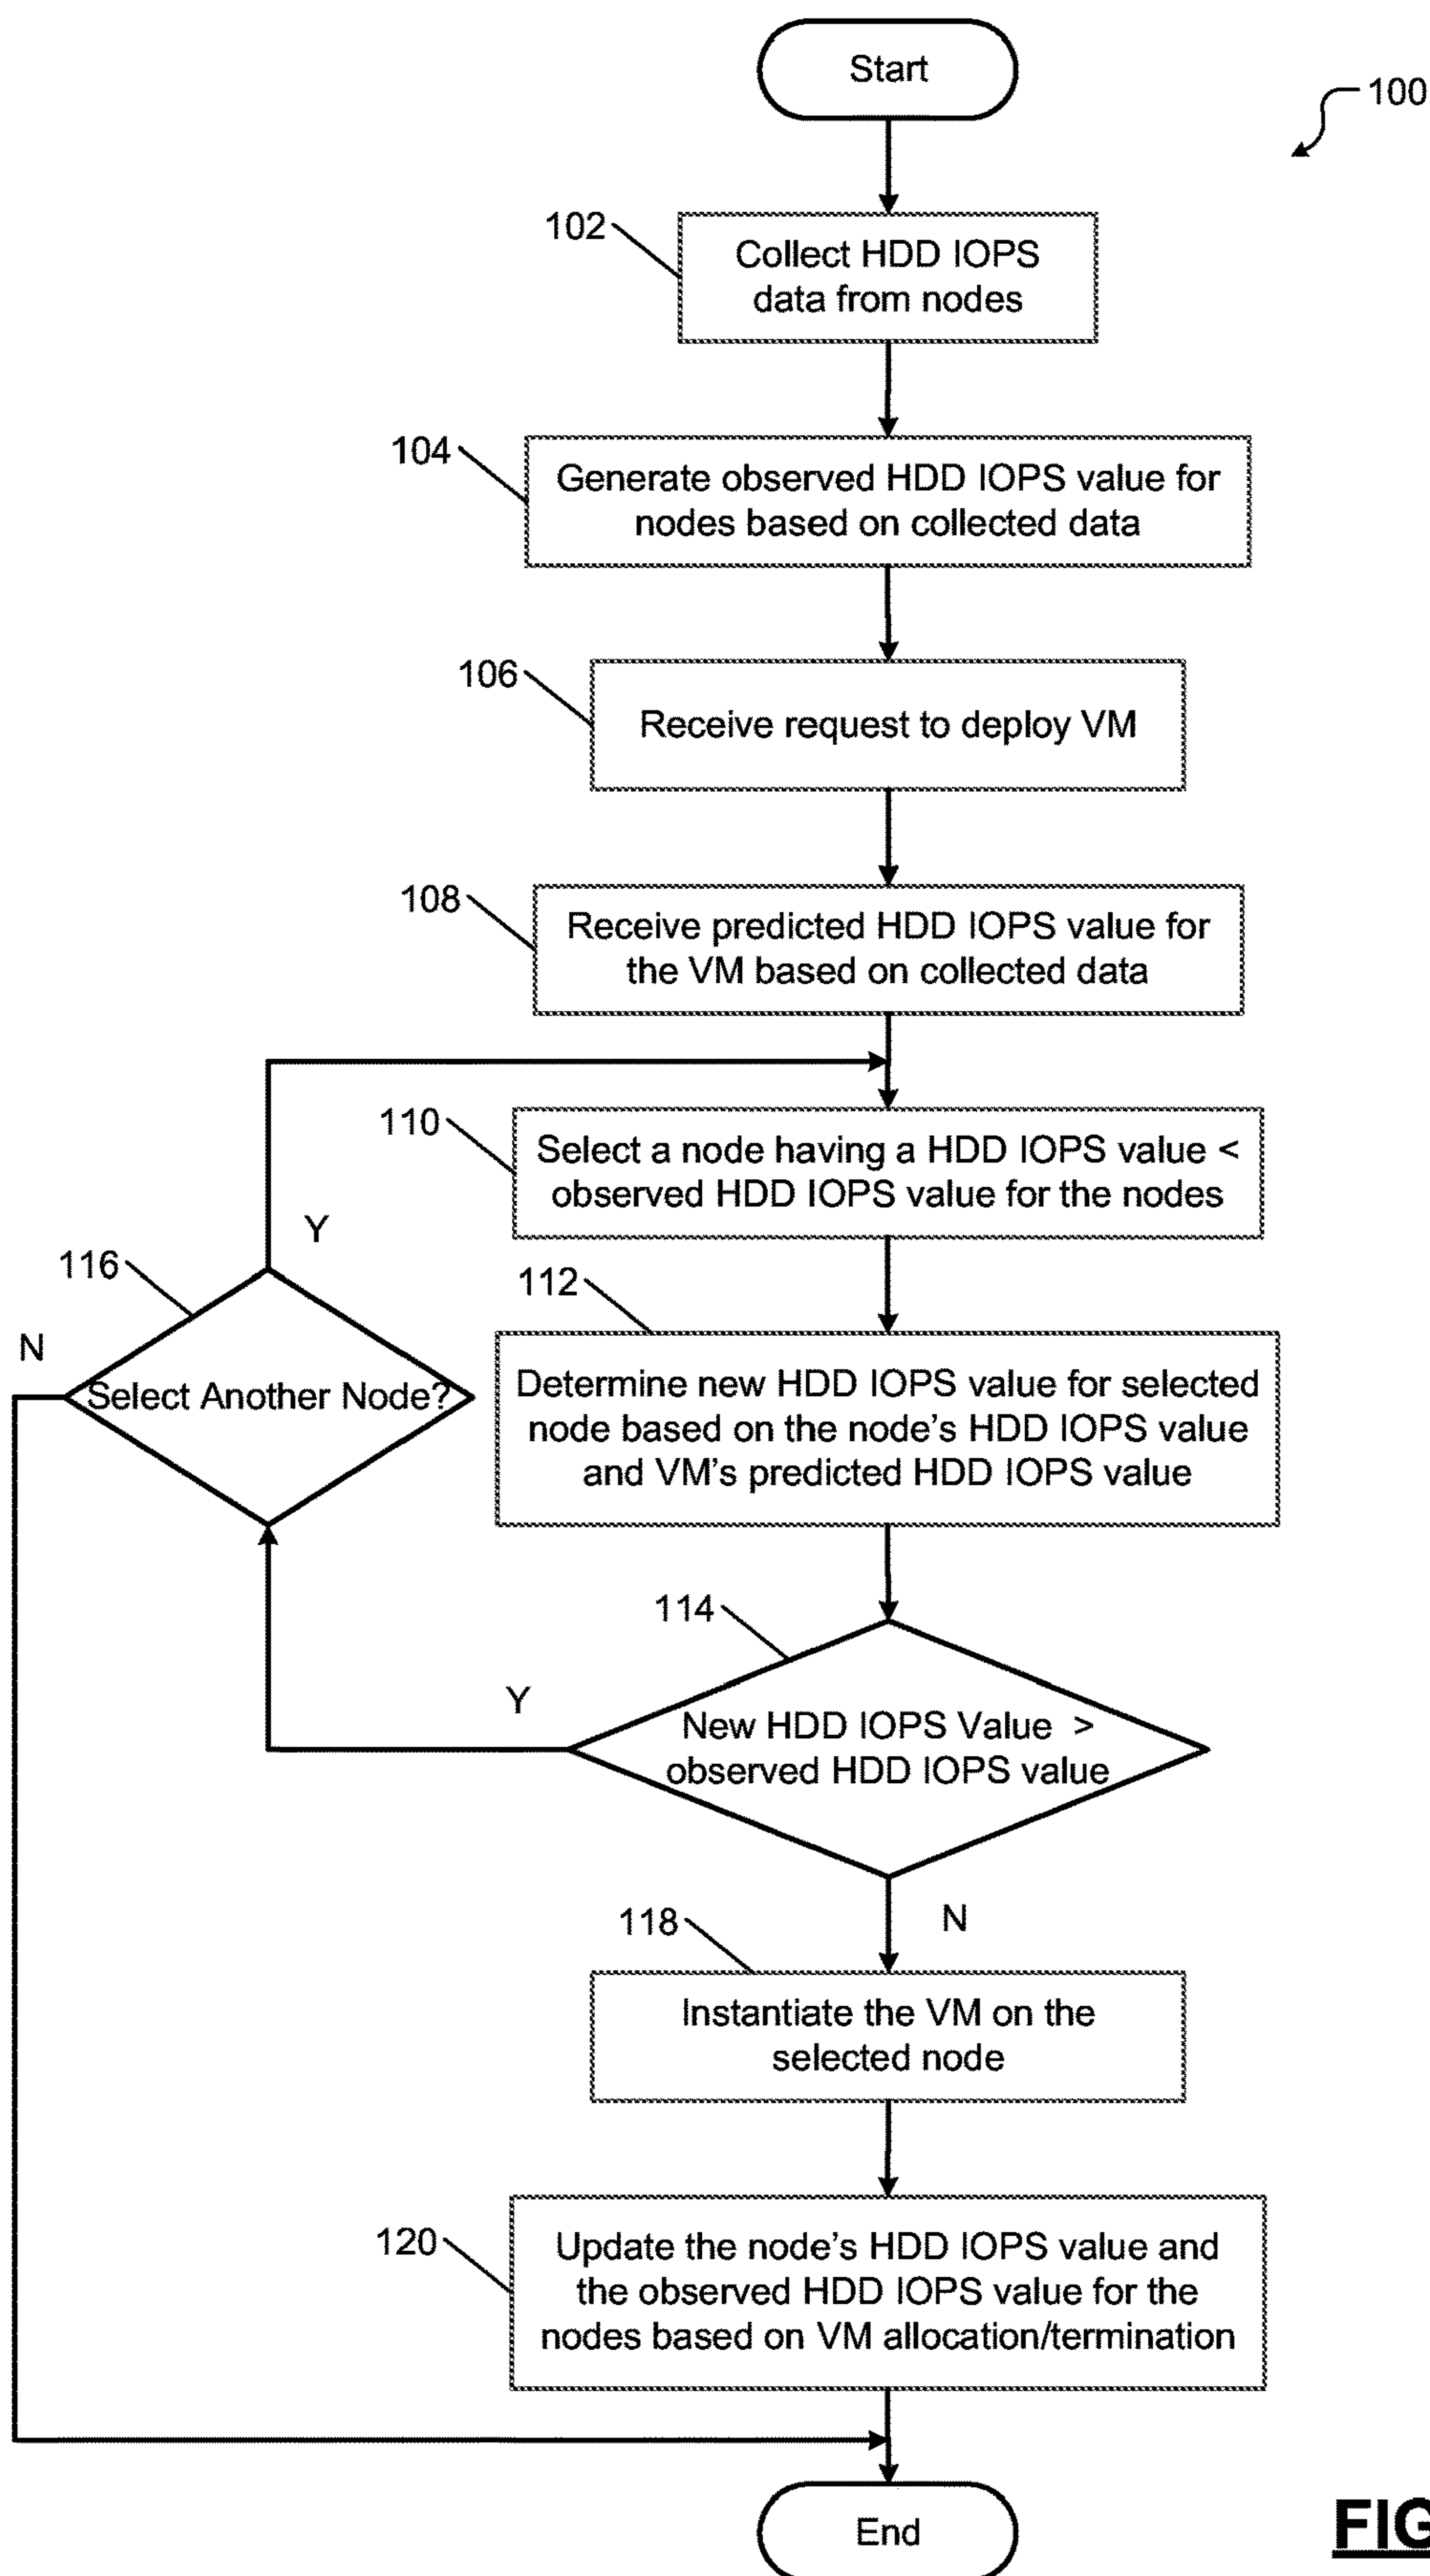 Start
100
102
Collect HDD IOPS
data from nodes
104
Generate observed HDD IOPS value for
nodes based on collected data
106
Receive request to deploy VM
108
Receive predicted HDD IOPS value for
the VM based on collected data
110
Select a node having a HDD IOPS value <
observed HDD IOPS value for the nodes
Y
116
N
Select Another Node?
112
Determine new HDD IOPS value for selected
node based on the node's HDD IOPS value
and VM's predicted HDD IOPS value
114
Y
New HDD IOPS Value >
observed HDD IOPS value
N
118
Instantiate the VM on the
selected node
120
Update the node's HDD IOPS value and
the observed HDD IOPS value for the
nodes based on VM allocation/termination
End
FIG